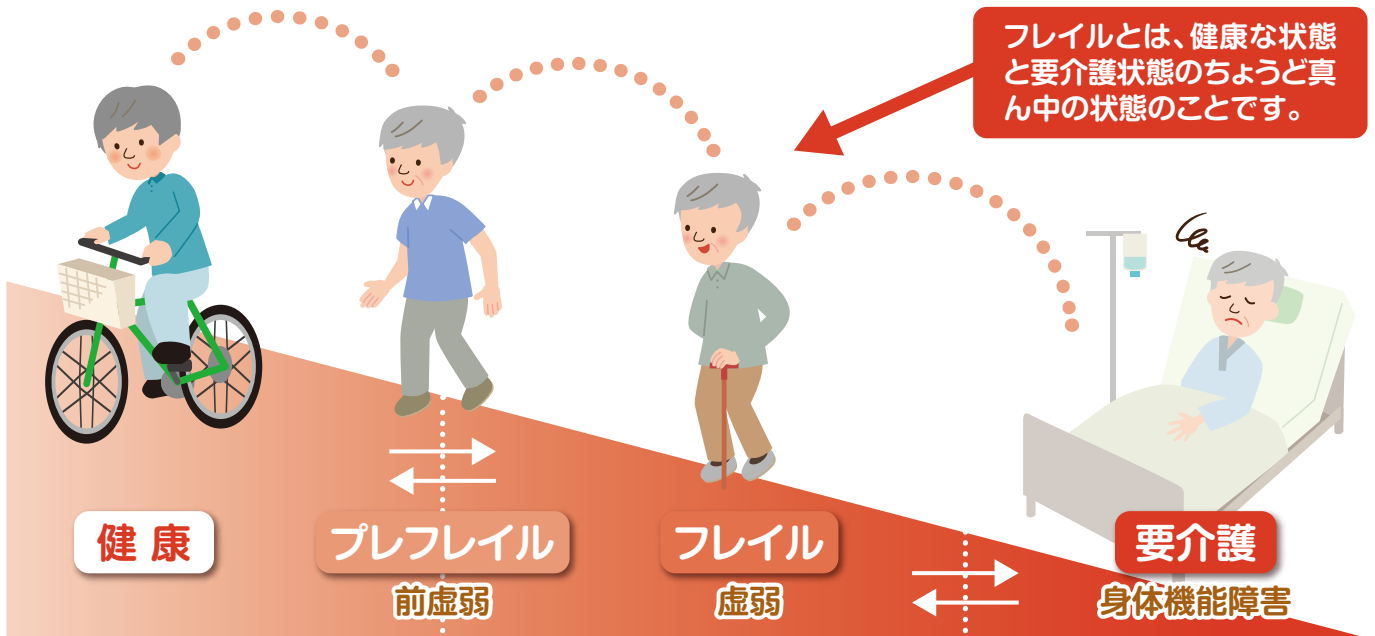 フレイルとは、健康な状態
と要介護状態のちょうど真
ん中の状態のことです。
健康
プレフレイル
前虚弱
フレイル
虚弱
要介護
身体機能障害